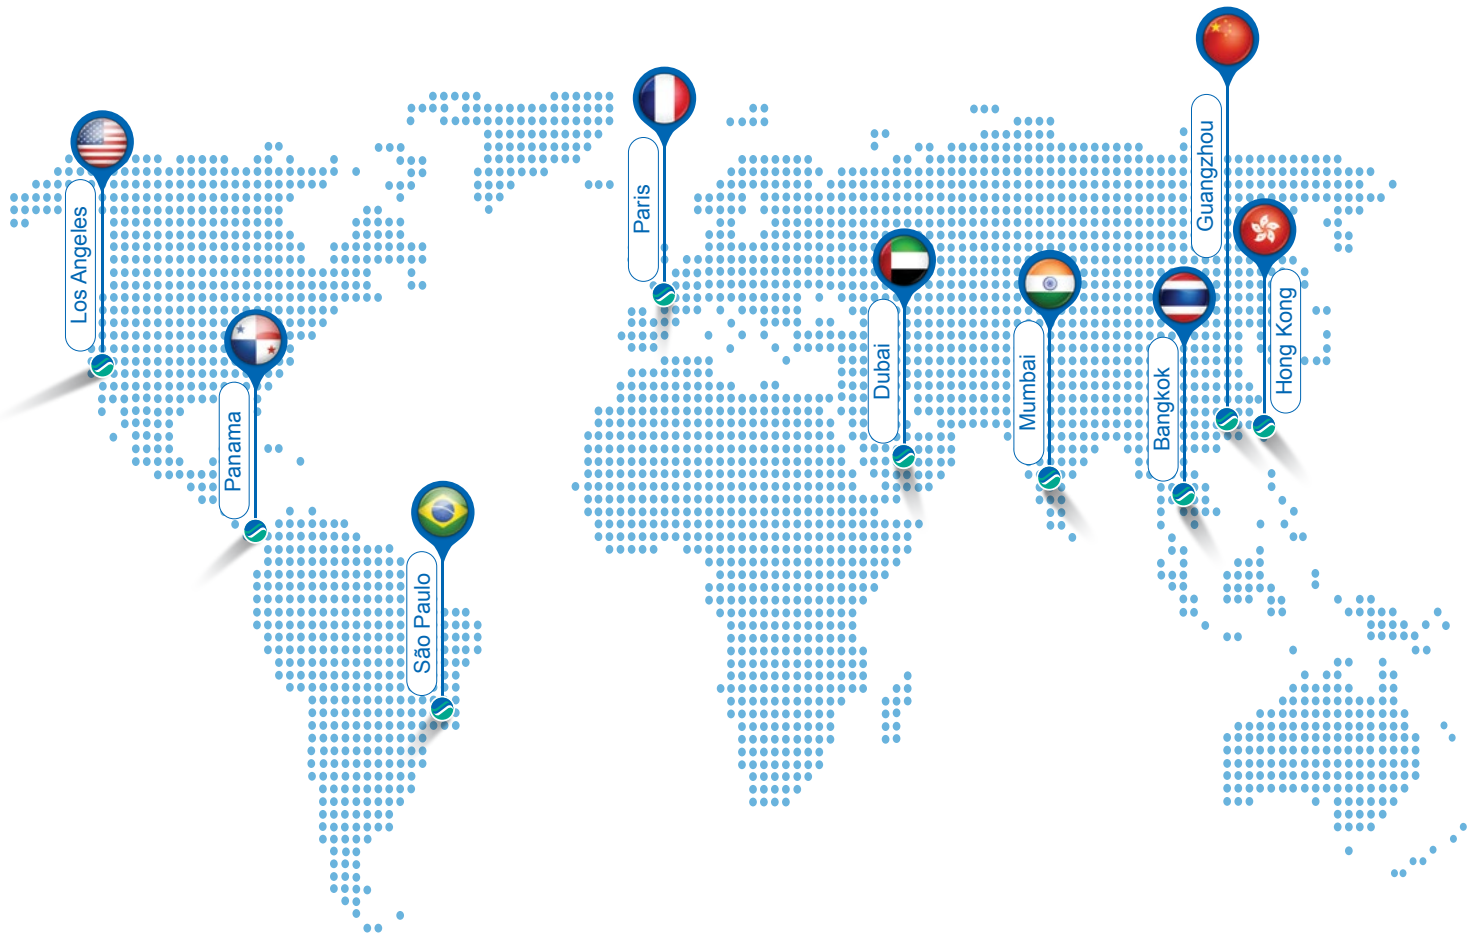 Los Angeles
Panama
São Paulo
Paris
Dubai
Mumbai
Bangkok
Guangzhou
Hong Kong